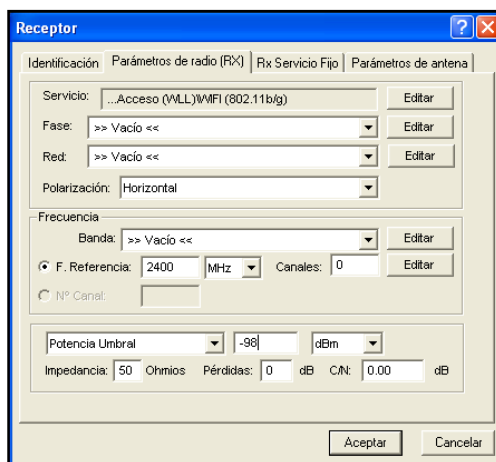 Receptor
Identificación Parámetros de radio (RX) Rx Servicio Fijo Parámetros de antena
Servicio: ...Acceso (WLL)\WIFI (802.11b/g) Editar
Fase: >> Vacío << Editar
Red: >> Vacío << Editar
Polarización: Horizontal
Frecuencia
Banda: >> Vacío << Editar
F. Referencia: 2400 MHz Canales: 0 Editar
Nº Canal:
Potencia Umbral -98 dBm
Impedancia: 50 Ohmios Pérdidas: 0 dB C/N: 0.00 dB
Aceptar Cancelar